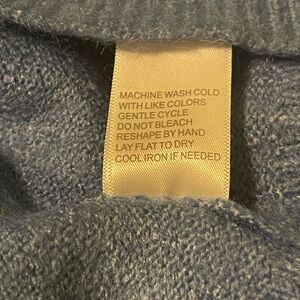 MACHINE WASH COLD
WITH LIKE COLORS
GENTLE CYCLE
DO NOT BLEACH
RESHAPE BY HAND
LAY FLAT TO DRY
COOL IRON IF NEEDED